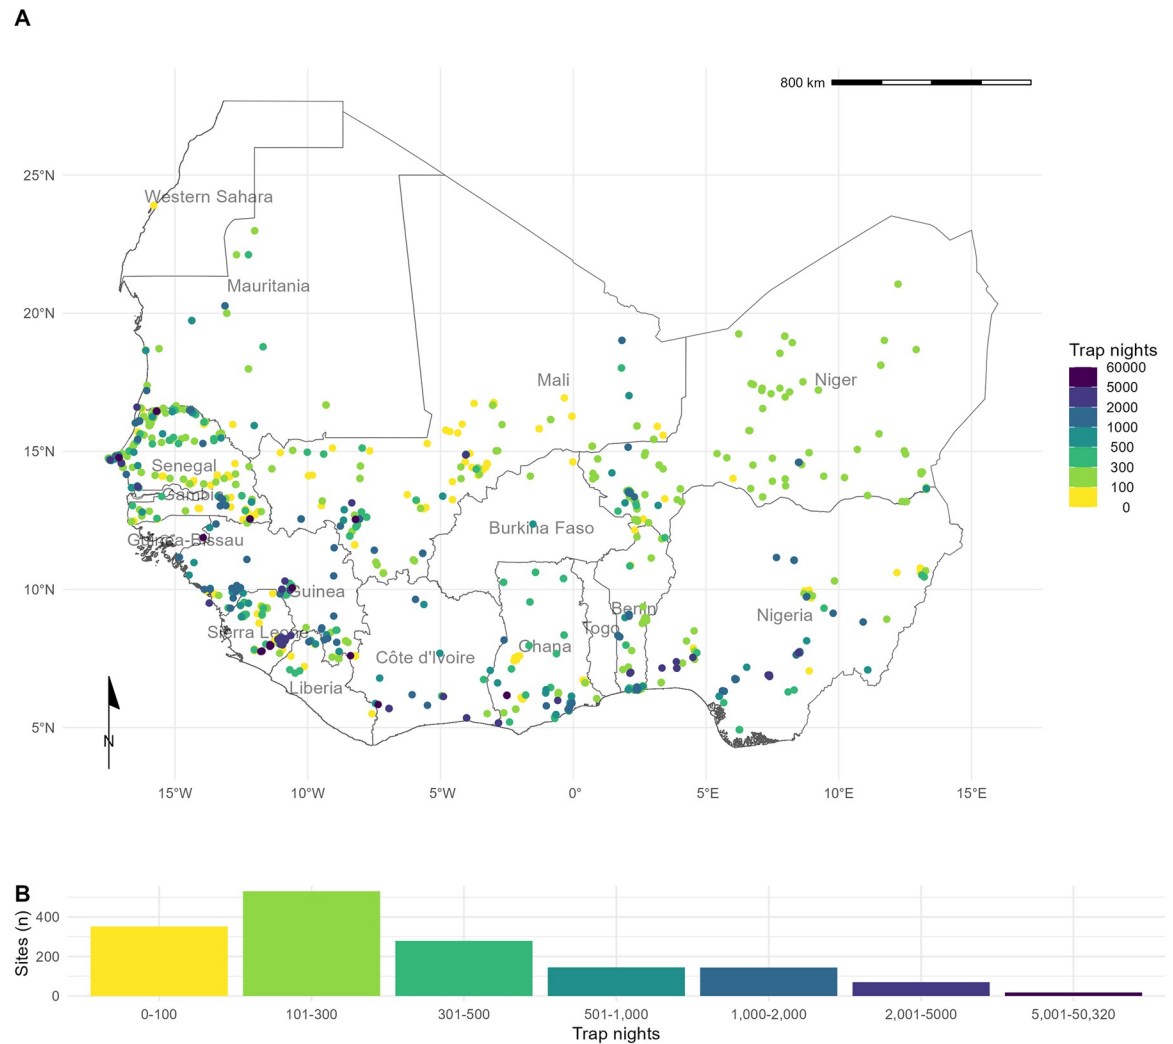 A
800 km
25°N
20°N
15°N
10°N
5°N
Western Sahara
Mauritania
Mali
Niger
Senegal
Gambia
Guinea-Bissau
Burkina Faso
Guinea
Sierra Leone
Liberia
Côte d'Ivoire
Ghana
Togo
Benin
Nigeria
N
15°W 10°W 5°W 0° 5°E 10°E 15°E
Trap nights
60000
5000
2000
1000
500
300
100
0
B
Sites (n)
400
200
0
0-100 101-300 301-500 501-1,000 1,000-2,000 2,001-5000 5,001-50,320
Trap nights